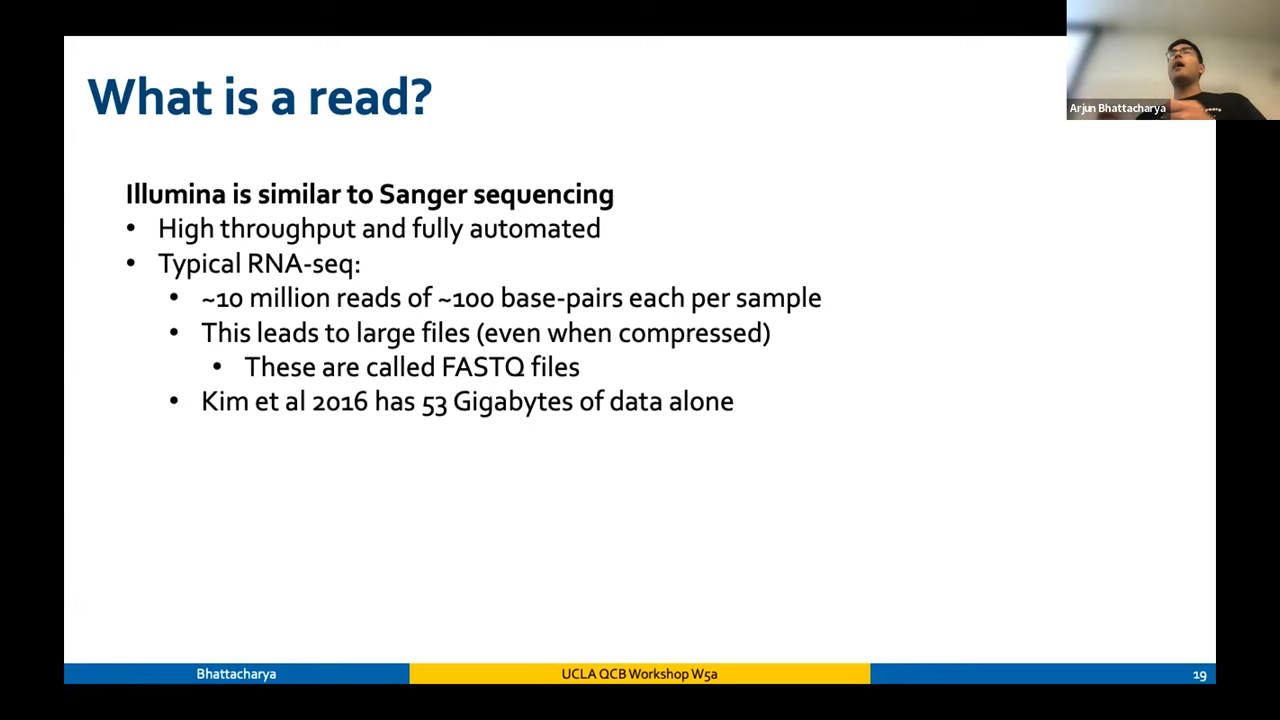 What is a read?
Arjun Bhattacharya
Illumina is similar to Sanger sequencing
• High throughput and fully automated
• Typical RNA-seq:
• ~10 million reads of ~100 base-pairs each per sample
• This leads to large files (even when compressed)
• These are called FASTQ files
• Kim et al 2016 has 53 Gigabytes of data alone
Bhattacharya
UCLA QCB Workshop W5a
19